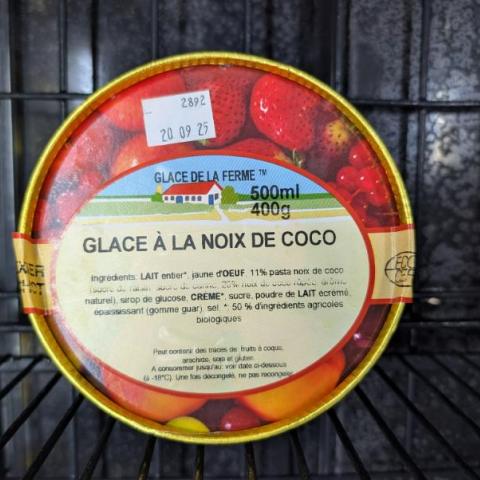 2892
20 09 25
GLACE DE LA FERME ™
500ml
400g
GLACE À LA NOIX DE COCO
Ingrédients: LAIT entier*, jaune d'OEUF, 11% pasta noix de coco
naturel), sirop de glucose, CRÈME*, sucre, poudre de LAIT écrémé,
épaississant (gomme guar), sel. *: 50 % d'ingrédients agricoles
biologiques
Peut contenir des traces de fruits à coque,
arachide, soja et gluten.
A consommer jusqu'au: voir date ci-dessous
(à -18°C). Une fois décongelé, ne pas recongeler